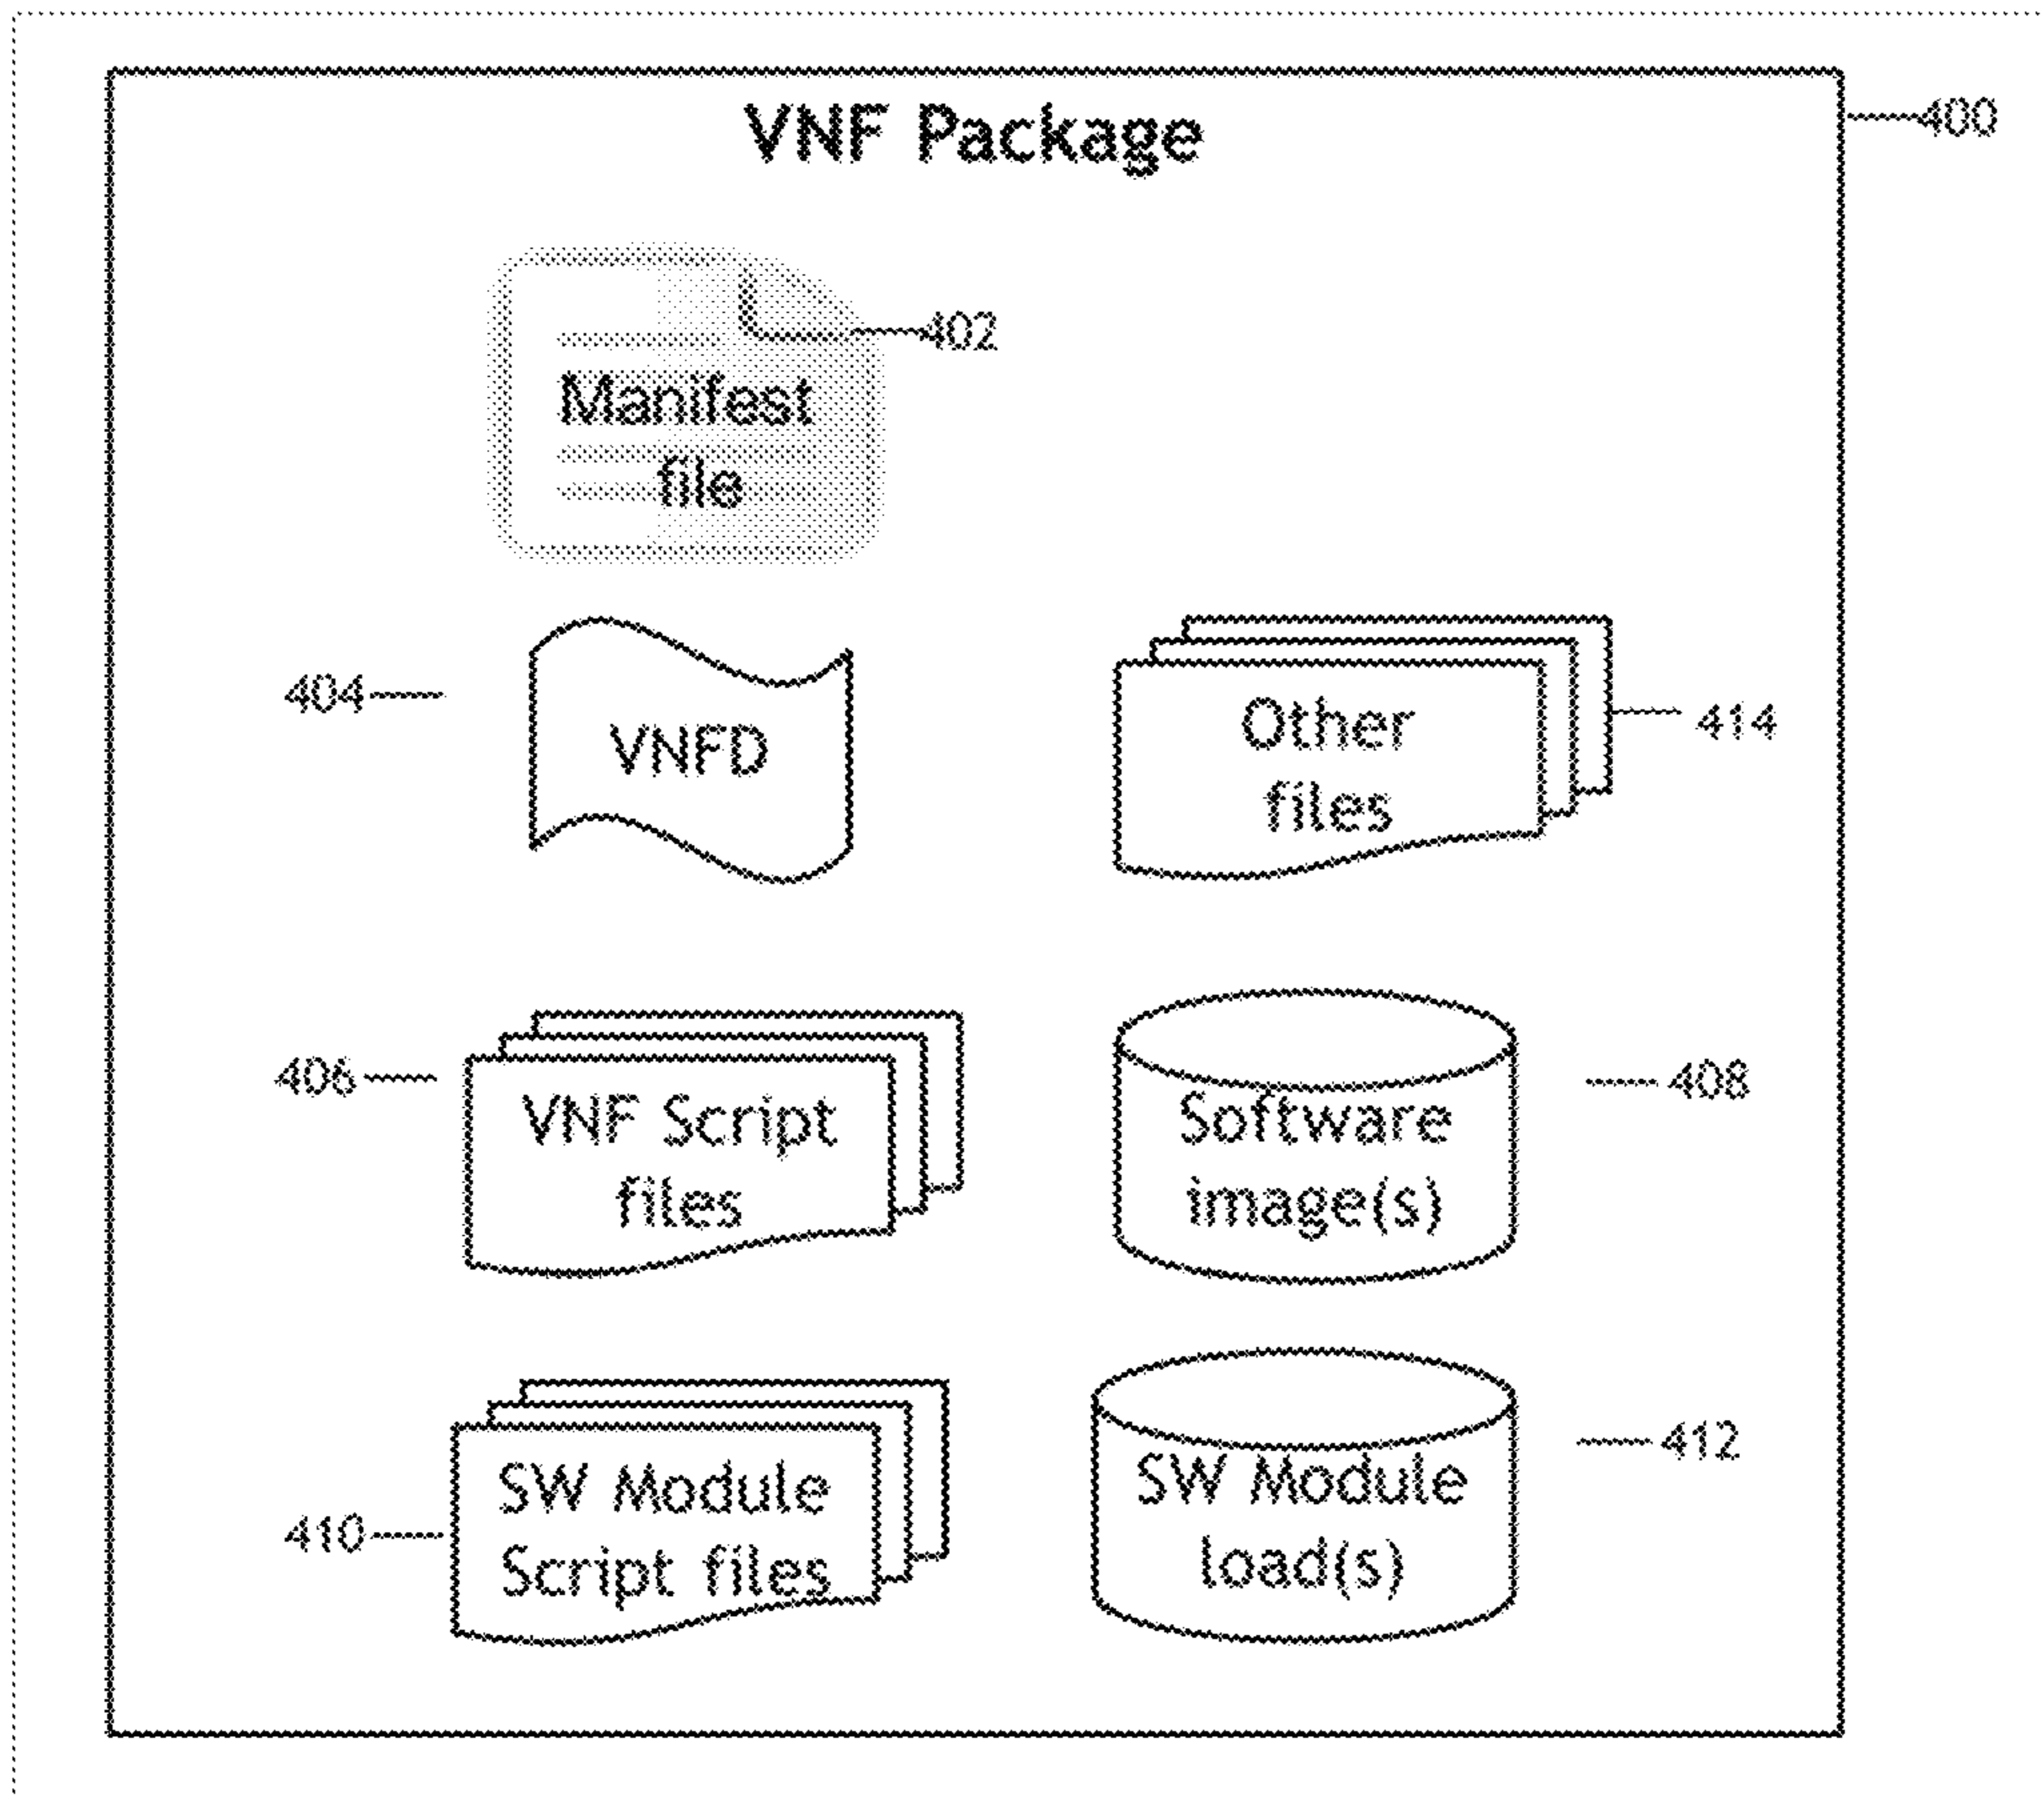 VNF Package
400
402
Manifest
file
404
VNFD
Other
files
414
406
VNF Script
files
Software
image(s)
408
410
SW Module
Script files
SW Module
load(s)
412